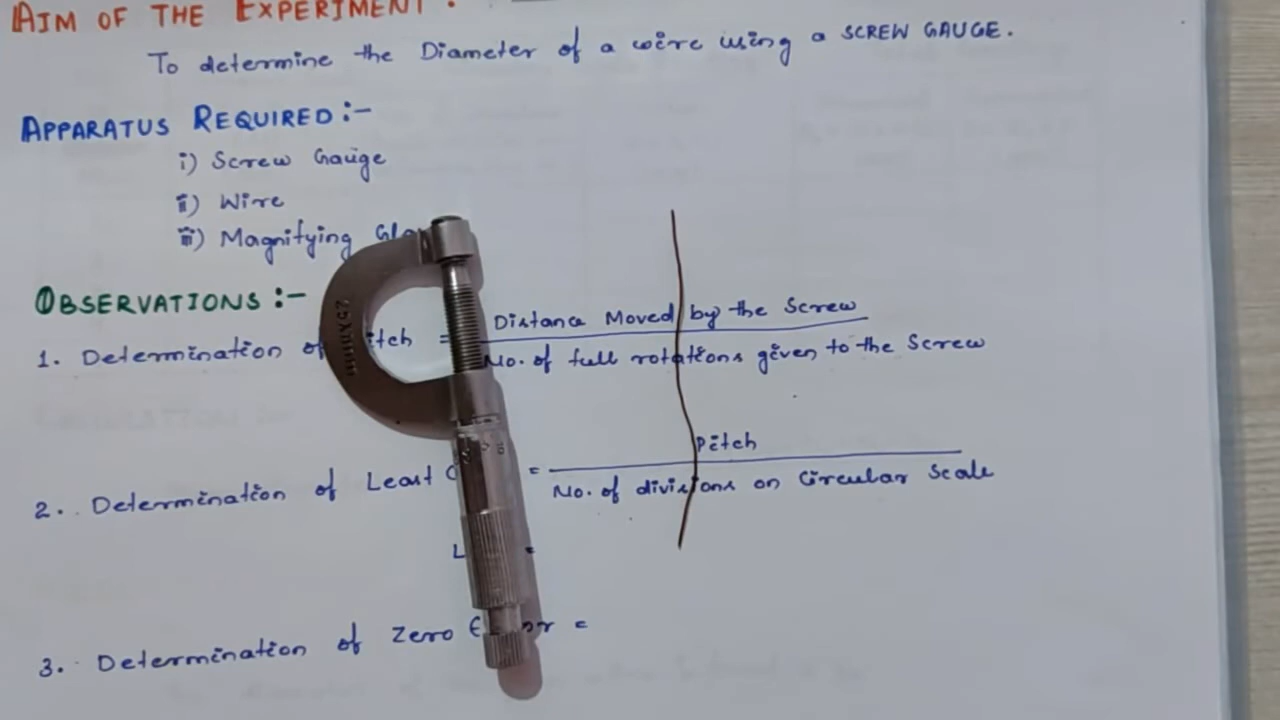 AIM OF THE EXPERIMENT :
To determine the Diameter of a wire using a SCREW GAUGE.
APPARATUS REQUIRED :-
i) Screw Gauge
ii) Wire
iii) Magnifying
OBSERVATIONS :-
1. Determination of = Distance Moved by the Screw
No. of full rotations given to the Screw
2. Determination of Least = Pitch
No. of divisions on Circular Scale
L =
3. Determination of Zero =